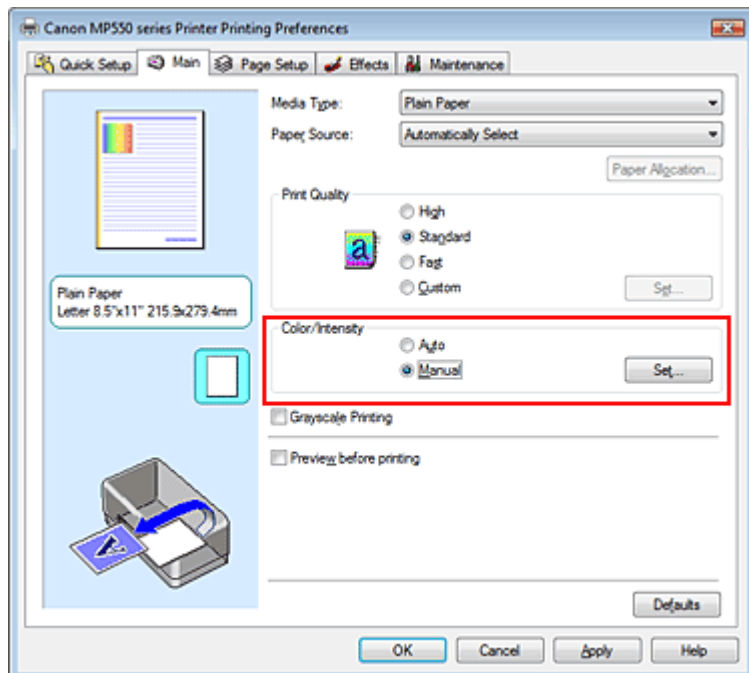 Canon MP550 series Printer Printing Preferences
Quick Setup Main Page Setup Effects Maintenance
Media Type: Plain Paper
Paper Source: Automatically Select
Paper Allocation...
Print Quality
High
a Standard
Fast
Custom Set...
Plain Paper
Letter 8.5"x11" 215.9x279.4mm
Color/Intensity
Auto
Manual Set...
Grayscale Printing
Preview before printing
Defaults
OK Cancel Apply Help